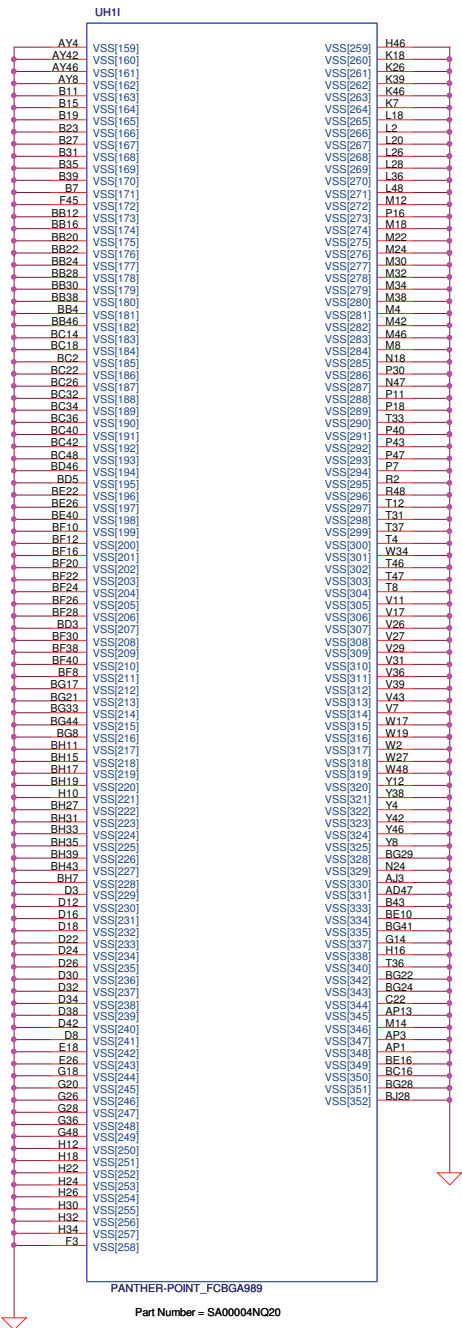 UH1I
AY4 VSS[159]
AY42 VSS[160]
AY46 VSS[161]
AY8 VSS[162]
B11 VSS[163]
B15 VSS[164]
B19 VSS[165]
B23 VSS[166]
B27 VSS[167]
B31 VSS[168]
B35 VSS[169]
B39 VSS[170]
B7 VSS[171]
F45 VSS[172]
BB12 VSS[173]
BB16 VSS[174]
BB20 VSS[175]
BB22 VSS[176]
BB24 VSS[177]
BB28 VSS[178]
BB30 VSS[179]
BB38 VSS[180]
BB4 VSS[181]
BB46 VSS[182]
BC14 VSS[183]
BC18 VSS[184]
BC2 VSS[185]
BC22 VSS[186]
BC26 VSS[187]
BC32 VSS[188]
BC34 VSS[189]
BC36 VSS[190]
BC40 VSS[191]
BC42 VSS[192]
BC48 VSS[193]
BD46 VSS[194]
BD5 VSS[195]
BE22 VSS[196]
BE26 VSS[197]
BE40 VSS[198]
BF10 VSS[199]
BF12 VSS[200]
BF16 VSS[201]
BF20 VSS[202]
BF22 VSS[203]
BF24 VSS[204]
BF26 VSS[205]
BF28 VSS[206]
BD3 VSS[207]
BF30 VSS[208]
BF38 VSS[209]
BF40 VSS[210]
BF8 VSS[211]
BG17 VSS[212]
BG21 VSS[213]
BG33 VSS[214]
BG44 VSS[215]
BG8 VSS[216]
BH11 VSS[217]
BH15 VSS[218]
BH17 VSS[219]
BH19 VSS[220]
H10 VSS[221]
BH27 VSS[222]
BH31 VSS[223]
BH33 VSS[224]
BH35 VSS[225]
BH39 VSS[226]
BH43 VSS[227]
BH7 VSS[228]
D3 VSS[229]
D12 VSS[230]
D16 VSS[231]
D18 VSS[232]
D22 VSS[233]
D24 VSS[234]
D26 VSS[235]
D30 VSS[236]
D32 VSS[237]
D34 VSS[238]
D38 VSS[239]
D42 VSS[240]
D8 VSS[241]
E18 VSS[242]
E26 VSS[243]
G18 VSS[244]
G20 VSS[245]
G26 VSS[246]
G28 VSS[247]
G36 VSS[248]
G48 VSS[249]
H12 VSS[250]
H18 VSS[251]
H22 VSS[252]
H24 VSS[253]
H26 VSS[254]
H30 VSS[255]
H32 VSS[256]
H34 VSS[257]
F3 VSS[258]
VSS[259] H46
VSS[260] K18
VSS[261] K26
VSS[262] K39
VSS[263] K46
VSS[264] K7
VSS[265] L18
VSS[266] L2
VSS[267] L20
VSS[268] L26
VSS[269] L28
VSS[270] L36
VSS[271] L48
VSS[272] M12
VSS[273] P16
VSS[274] M18
VSS[275] M22
VSS[276] M24
VSS[277] M30
VSS[278] M32
VSS[279] M34
VSS[280] M38
VSS[281] M4
VSS[282] M42
VSS[283] M46
VSS[284] M8
VSS[285] N18
VSS[286] P30
VSS[287] N47
VSS[288] P11
VSS[289] P18
VSS[290] T33
VSS[291] P40
VSS[292] P43
VSS[293] P47
VSS[294] P7
VSS[295] R2
VSS[296] R48
VSS[297] T12
VSS[298] T31
VSS[299] T37
VSS[300] T4
VSS[301] W34
VSS[302] T46
VSS[303] T47
VSS[304] T8
VSS[305] V11
VSS[306] V17
VSS[307] V26
VSS[308] V27
VSS[309] V29
VSS[310] V31
VSS[311] V36
VSS[312] V39
VSS[313] V43
VSS[314] V7
VSS[315] W17
VSS[316] W19
VSS[317] W2
VSS[318] W27
VSS[319] W48
VSS[320] Y12
VSS[321] Y38
VSS[322] Y4
VSS[323] Y42
VSS[324] Y46
VSS[325] Y8
VSS[328] BG29
VSS[329] N24
VSS[330] AJ3
VSS[331] AD47
VSS[333] B43
VSS[334] BE10
VSS[335] BG41
VSS[337] G14
VSS[338] H16
VSS[340] T36
VSS[342] BG22
VSS[343] BG24
VSS[344] C22
VSS[345] AP13
VSS[346] M14
VSS[347] AP3
VSS[348] AP1
VSS[349] BE16
VSS[350] BC16
VSS[351] BG28
VSS[352] BJ28
PANTHER-POINT_FCBGA989
Part Number = SA00004NQ20